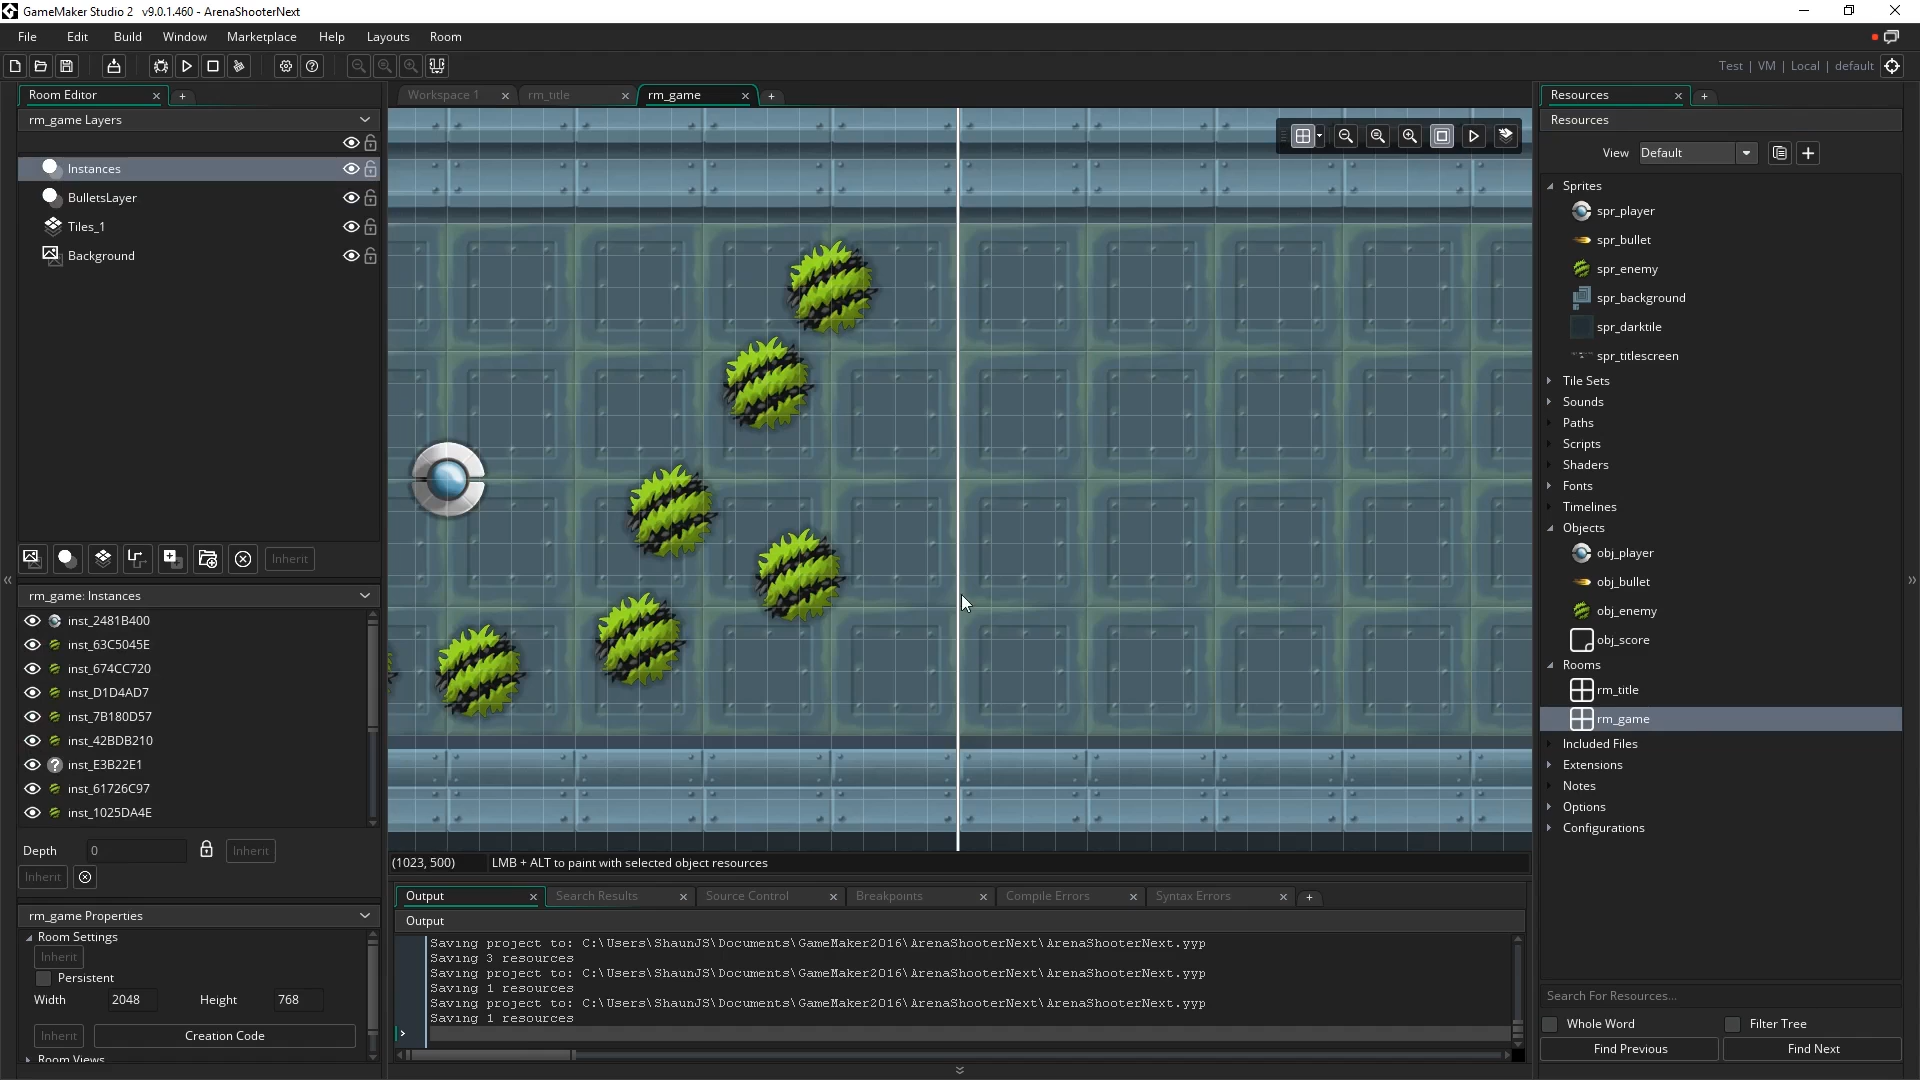 GameMaker Studio 2   v9.0.1.460 - ArenaShooterNext
File Edit Build Window Marketplace Help Layouts Room
Test | VM | Local | default
Room Editor
rm_game Layers
Instances
BulletsLayer
Tiles_1
Background
Inherit
rm_game: Instances
inst_2481B400
inst_63C5045E
inst_674CC720
inst_D1D4AD7
inst_7B180D57
inst_42BDB210
inst_E3B22E1
inst_61726C97
inst_1025DA4E
Depth 0 Inherit
Inherit
rm_game Properties
Room Settings
Inherit
Persistent
Width 2048 Height 768
Inherit Creation Code
Room Views
Workspace 1 rm_title rm_game
(1023, 500) LMB + ALT to paint with selected object resources
Output Search Results Source Control Breakpoints Compile Errors Syntax Errors
Output
Saving project to: C:\Users\ShaunJS\Documents\GameMaker2016\ArenaShooterNext\ArenaShooterNext.yyp
Saving 3 resources
Saving project to: C:\Users\ShaunJS\Documents\GameMaker2016\ArenaShooterNext\ArenaShooterNext.yyp
Saving 1 resources
Saving project to: C:\Users\ShaunJS\Documents\GameMaker2016\ArenaShooterNext\ArenaShooterNext.yyp
Saving 1 resources
Resources
Resources
View Default
Sprites
spr_player
spr_bullet
spr_enemy
spr_background
spr_darktile
spr_titlescreen
Tile Sets
Sounds
Paths
Scripts
Shaders
Fonts
Timelines
Objects
obj_player
obj_bullet
obj_enemy
obj_score
Rooms
rm_title
rm_game
Included Files
Extensions
Notes
Options
Configurations
Search For Resources...
Whole Word Filter Tree
Find Previous Find Next